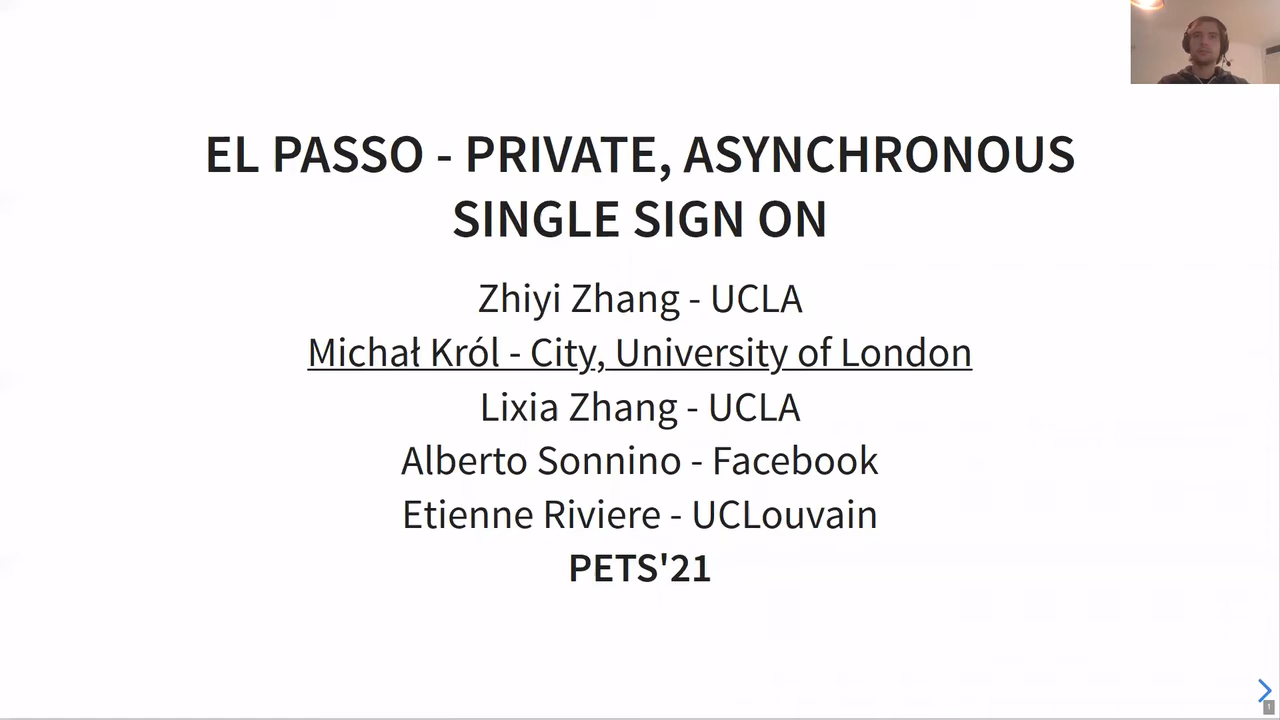 EL PASSO - PRIVATE, ASYNCHRONOUS
SINGLE SIGN ON
Zhiyi Zhang - UCLA
Michał Król - City, University of London
Lixia Zhang - UCLA
Alberto Sonnino - Facebook
Etienne Riviere - UCLouvain
PETS'21
1